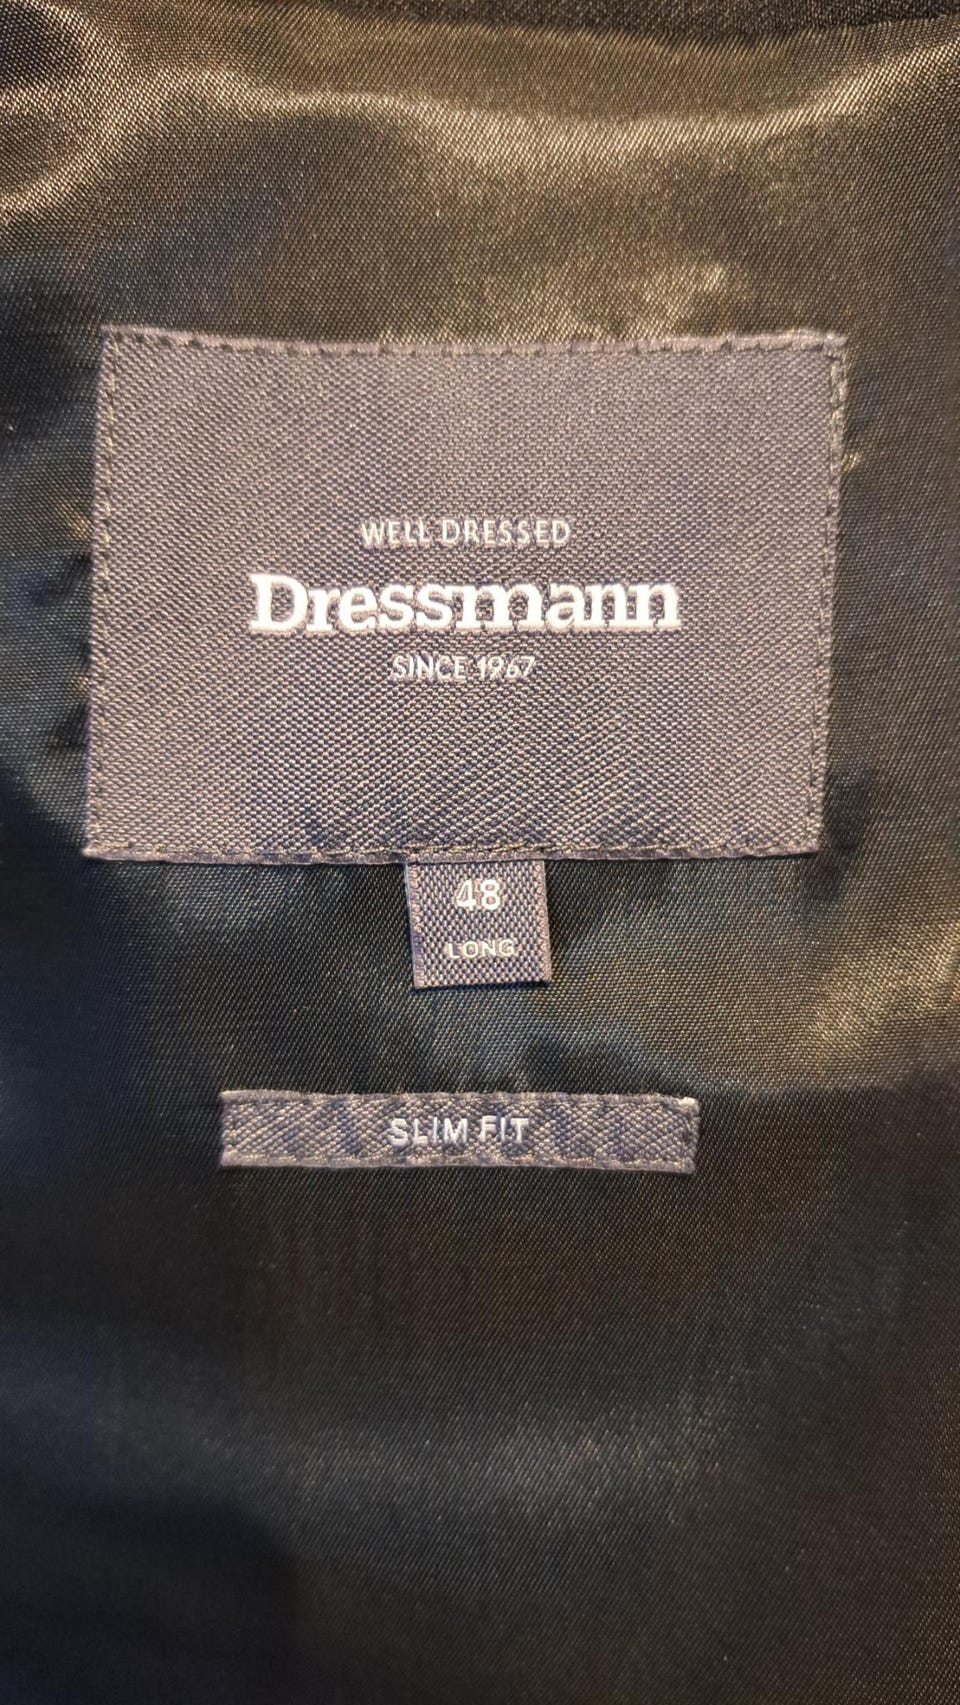 WELL DRESSED
Dressmann
SINCE 1967
48
LONG
SLIM FIT